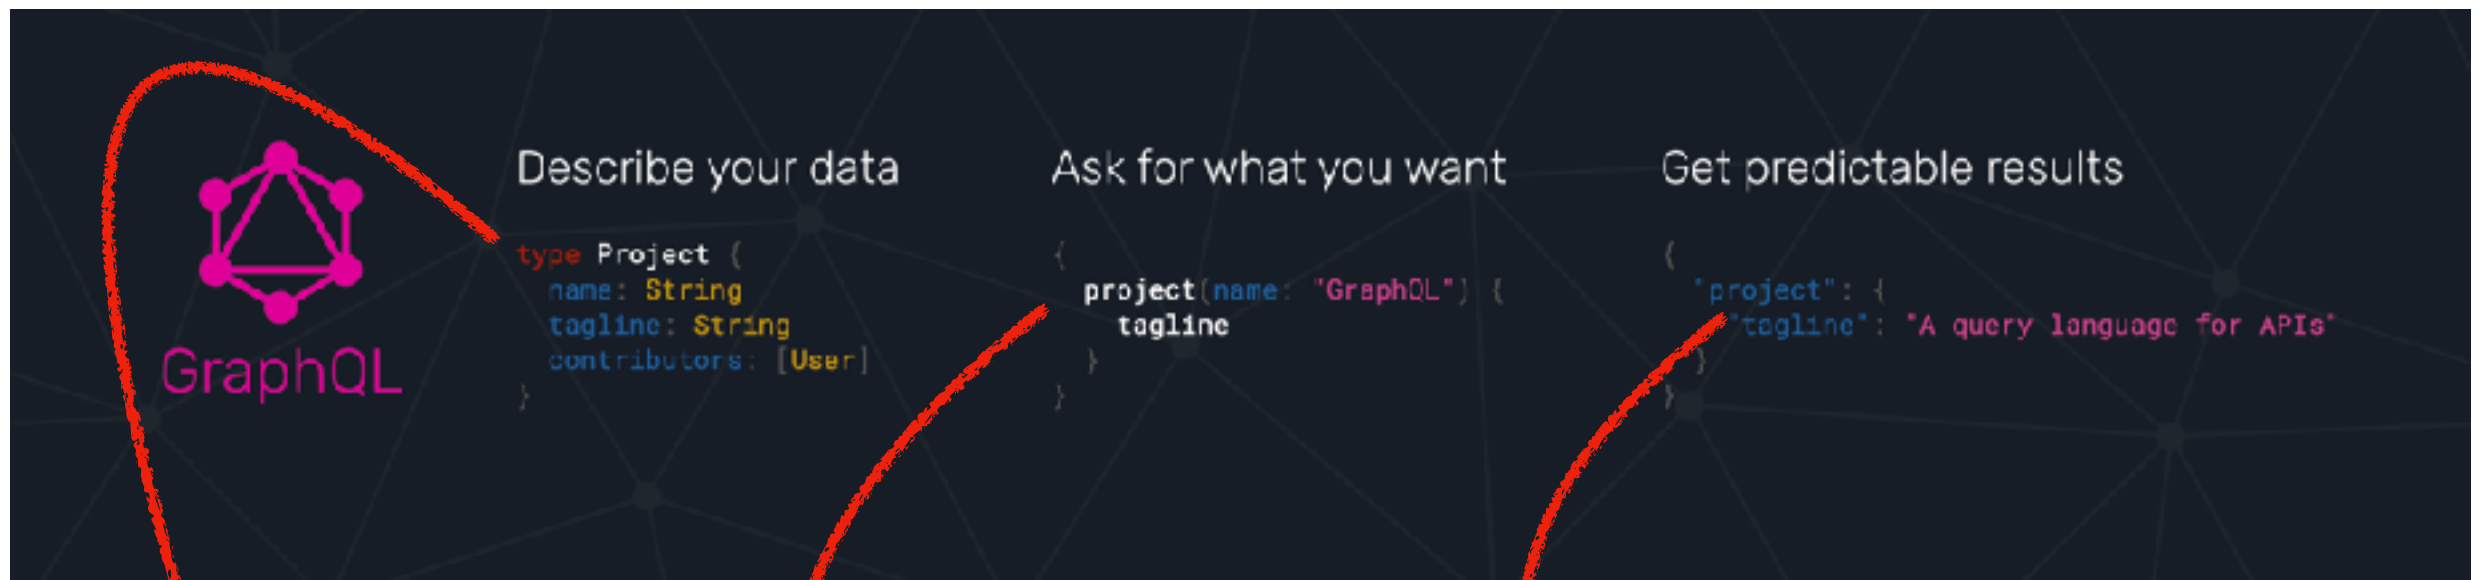 GraphQL
Describe your data
type Project {
  name: String
  tagline: String
  contributors: [User]
}
Ask for what you want
{
  project(name: "GraphQL") {
    tagline
  }
}
Get predictable results
{
  "project": {
    "tagline": "A query language for APIs"
  }
}